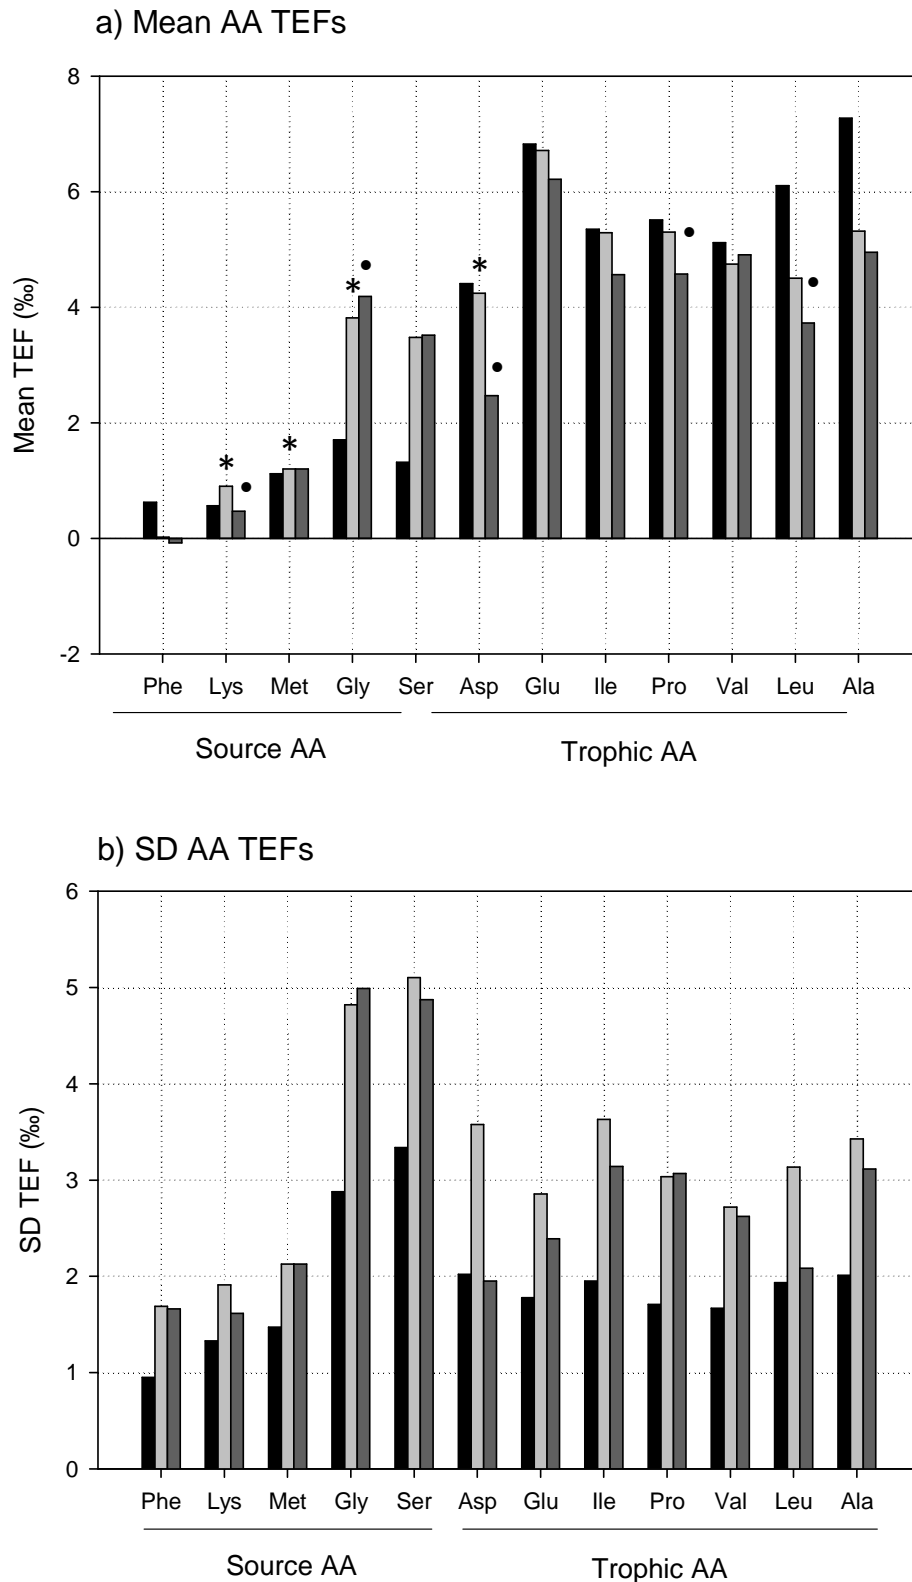 a) Mean AA TEFs
8
6
4
2
0
-2
Mean TEF (‰)
* * * * *
Phe Lys Met Gly Ser Asp Glu Ile Pro Val Leu Ala
Source AA Trophic AA
b) SD AA TEFs
6
5
4
3
2
1
0
SD TEF (‰)
Phe Lys Met Gly Ser Asp Glu Ile Pro Val Leu Ala
Source AA Trophic AA